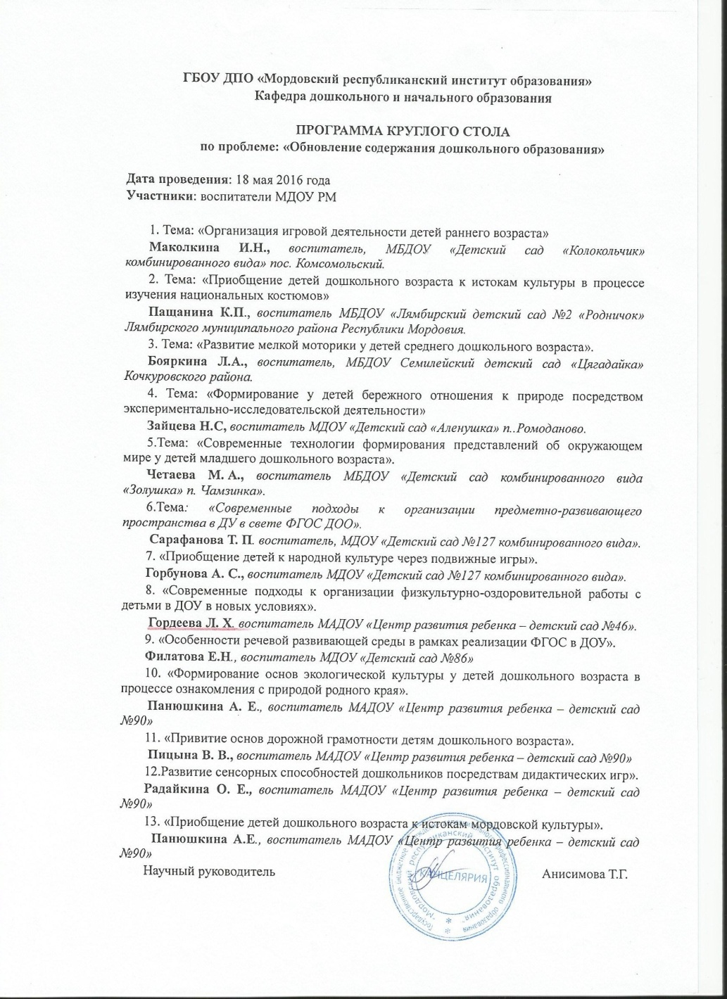 ГБОУ ДПО «Мордовский республиканский институт образования»
Кафедра дошкольного и начального образования
ПРОГРАММА КРУГЛОГО СТОЛА
по проблеме: «Обновление содержания дошкольного образования»
Дата проведения: 18 мая 2016 года
Участники: воспитатели МДОУ РМ
1. Тема: «Организация игровой деятельности детей раннего возраста»
Маколкина И.Н., воспитатель, МБДОУ «Детский сад «Колокольчик»
комбинированного вида» пос. Комсомольский.
2. Тема: «Приобщение детей дошкольного возраста к истокам культуры в процессе
изучения национальных костюмов»
Пащанина К.П., воспитатель МБДОУ «Лямбирский детский сад №2 «Родничок»
Лямбирского муниципального района Республики Мордовия.
3. Тема: «Развитие мелкой моторики у детей среднего дошкольного возраста».
Бояркина Л.А., воспитатель, МБДОУ Семилейский детский сад «Цягадайка»
Кочкуровского района.
4. Тема: «Формирование у детей бережного отношения к природе посредством
экспериментально-исследовательской деятельности»
Зайцева Н.С, воспитатель МДОУ «Детский сад «Аленушка» п..Ромоданово.
5.Тема: «Современные технологии формирования представлений об окружающем
мире у детей младшего дошкольного возраста».
Четаева М. А., воспитатель МБДОУ «Детский сад комбинированного вида
«Золушка» п. Чамзинка».
6.Тема: «Современные подходы к организации предметно-развивающего
пространства в ДУ в свете ФГОС ДОО».
Сарафанова Т. П. воспитатель, МДОУ «Детский сад №127 комбинированного вида».
7. «Приобщение детей к народной культуре через подвижные игры».
Горбунова А. С., воспитатель МДОУ «Детский сад №127 комбинированного вида».
8. «Современные подходы к организации физкультурно-оздоровительной работы с
детьми в ДОУ в новых условиях».
Гордеева Л. Х. воспитатель МАДОУ «Центр развития ребенка – детский сад №46».
9. «Особенности речевой развивающей среды в рамках реализации ФГОС в ДОУ».
Филатова Е.Н., воспитатель МДОУ «Детский сад №86»
10. «Формирование основ экологической культуры у детей дошкольного возраста в
процессе ознакомления с природой родного края».
Панюшкина А. Е., воспитатель МАДОУ «Центр развития ребенка – детский сад
№90»
11. «Привитие основ дорожной грамотности детям дошкольного возраста».
Пицына В. В., воспитатель МАДОУ «Центр развития ребенка – детский сад №90»
12.Развитие сенсорных способностей дошкольников посредствам дидактических игр».
Радайкина О. Е., воспитатель МАДОУ «Центр развития ребенка – детский сад
№90»
13. «Приобщение детей дошкольного возраста к истокам мордовской культуры».
Панюшкина А.Е., воспитатель МАДОУ «Центр развития ребенка – детский сад
№90»
Научный руководитель Анисимова Т.Г.
КАНЦЕЛЯРИЯ
"Мордовский республиканский институт образования"